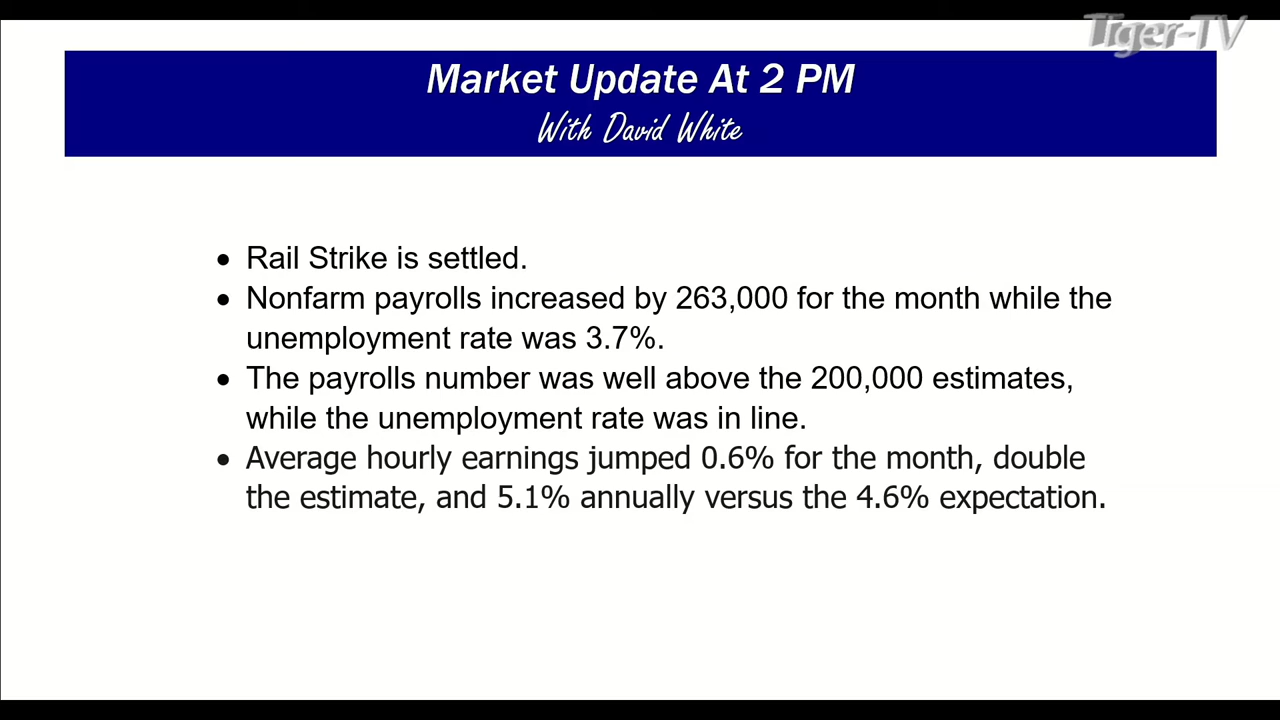 Tiger-TV
Market Update At 2 PM
With David White
• Rail Strike is settled.
• Nonfarm payrolls increased by 263,000 for the month while the
unemployment rate was 3.7%.
• The payrolls number was well above the 200,000 estimates,
while the unemployment rate was in line.
• Average hourly earnings jumped 0.6% for the month, double
the estimate, and 5.1% annually versus the 4.6% expectation.